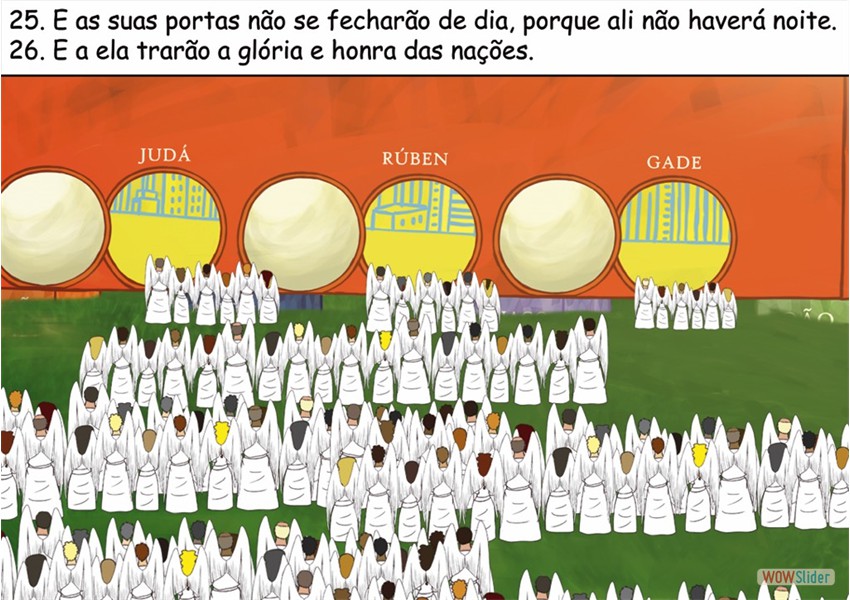 25. E as suas portas não se fecharão de dia, porque ali não haverá noite.
26. E a ela trarão a glória e honra das nações.
JUDÁ RÚBEN GADE
ÃO
WOWSlider